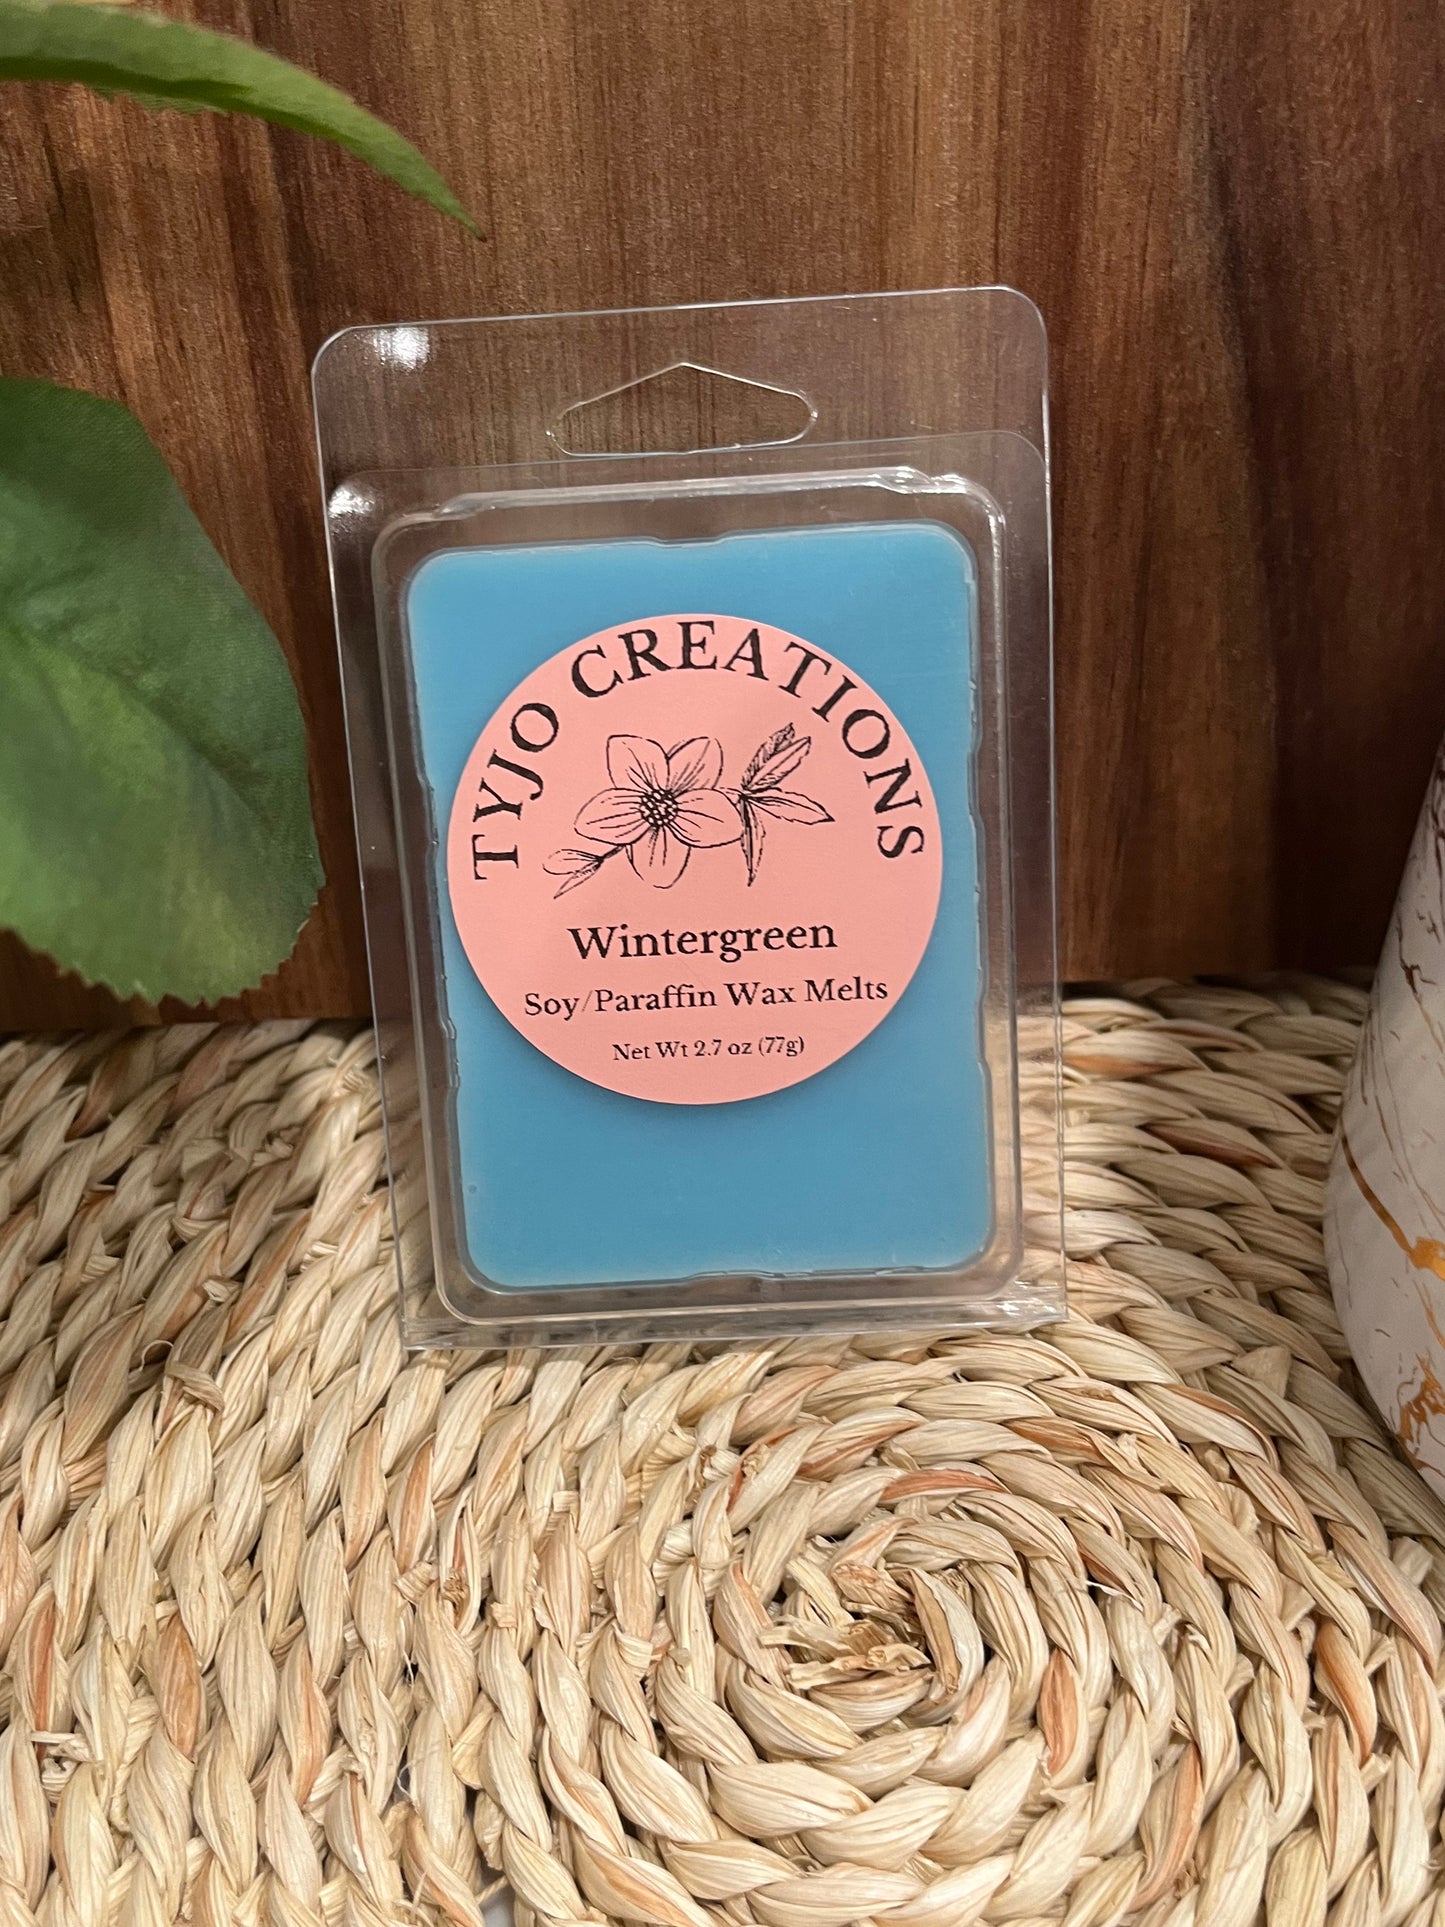 TYJO CREATIONS
Wintergreen
Soy/Paraffin Wax Melts
Net Wt 2.7 oz (77g)